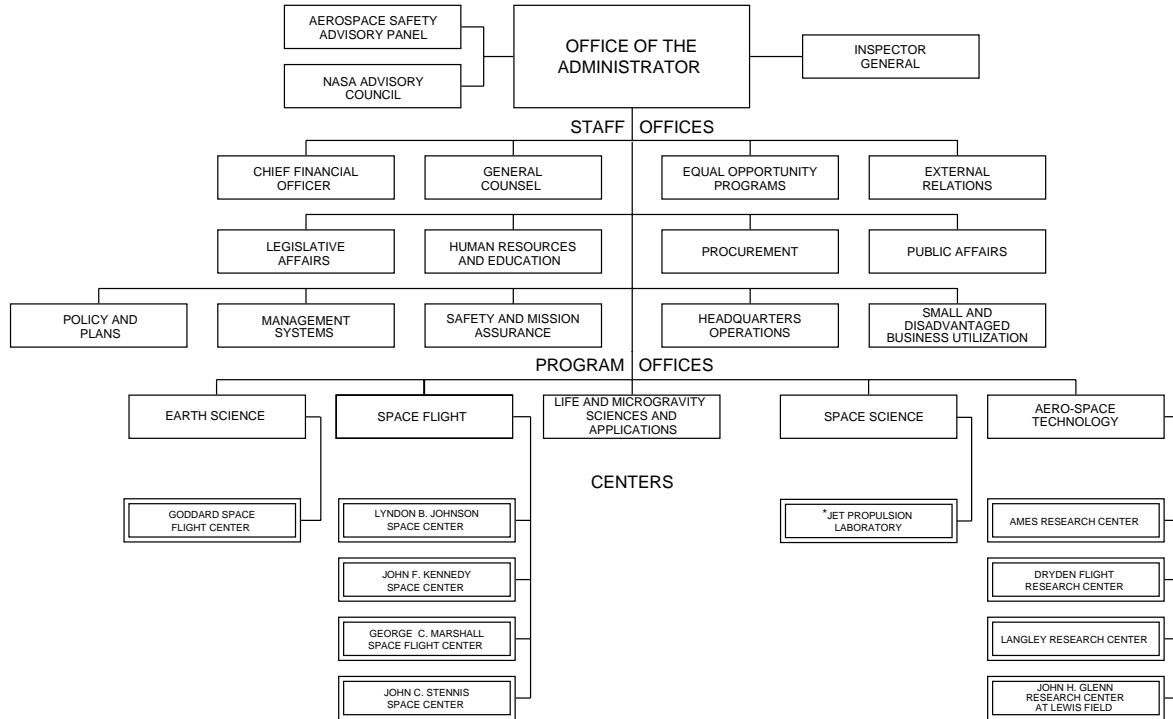 AEROSPACE SAFETY
ADVISORY PANEL
OFFICE OF THE
ADMINISTRATOR
INSPECTOR
GENERAL
NASA ADVISORY
COUNCIL
STAFF OFFICES
CHIEF FINANCIAL
OFFICER
GENERAL
COUNSEL
EQUAL OPPORTUNITY
PROGRAMS
EXTERNAL
RELATIONS
LEGISLATIVE
AFFAIRS
HUMAN RESOURCES
AND EDUCATION
PROCUREMENT
PUBLIC AFFAIRS
POLICY AND
PLANS
MANAGEMENT
SYSTEMS
SAFETY AND MISSION
ASSURANCE
HEADQUARTERS
OPERATIONS
SMALL AND
DISADVANTAGED
BUSINESS UTILIZATION
PROGRAM OFFICES
EARTH SCIENCE
SPACE FLIGHT
LIFE AND MICROGRAVITY
SCIENCES AND
APPLICATIONS
SPACE SCIENCE
AERO-SPACE
TECHNOLOGY
CENTERS
GODDARD SPACE
FLIGHT CENTER
LYNDON B. JOHNSON
SPACE CENTER
*JET PROPULSION
LABORATORY
AMES RESEARCH CENTER
JOHN F. KENNEDY
SPACE CENTER
DRYDEN FLIGHT
RESEARCH CENTER
GEORGE C. MARSHALL
SPACE FLIGHT CENTER
LANGLEY RESEARCH CENTER
JOHN C. STENNIS
SPACE CENTER
JOHN H. GLENN
RESEARCH CENTER
AT LEWIS FIELD